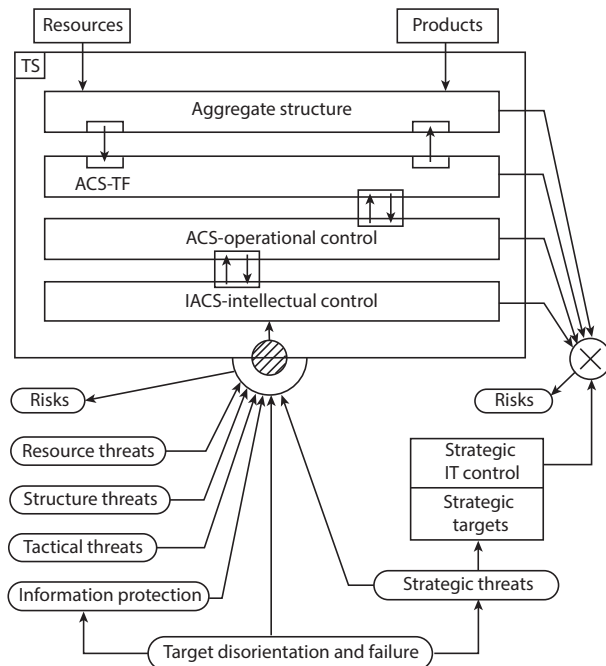 Resources
Products
TS
Aggregate structure
ACS-TF
ACS-operational control
IACS-intellectual control
Risks
Risks
Resource threats
Strategic
IT control
Structure threats
Strategic
targets
Tactical threats
Information protection
Strategic threats
Target disorientation and failure